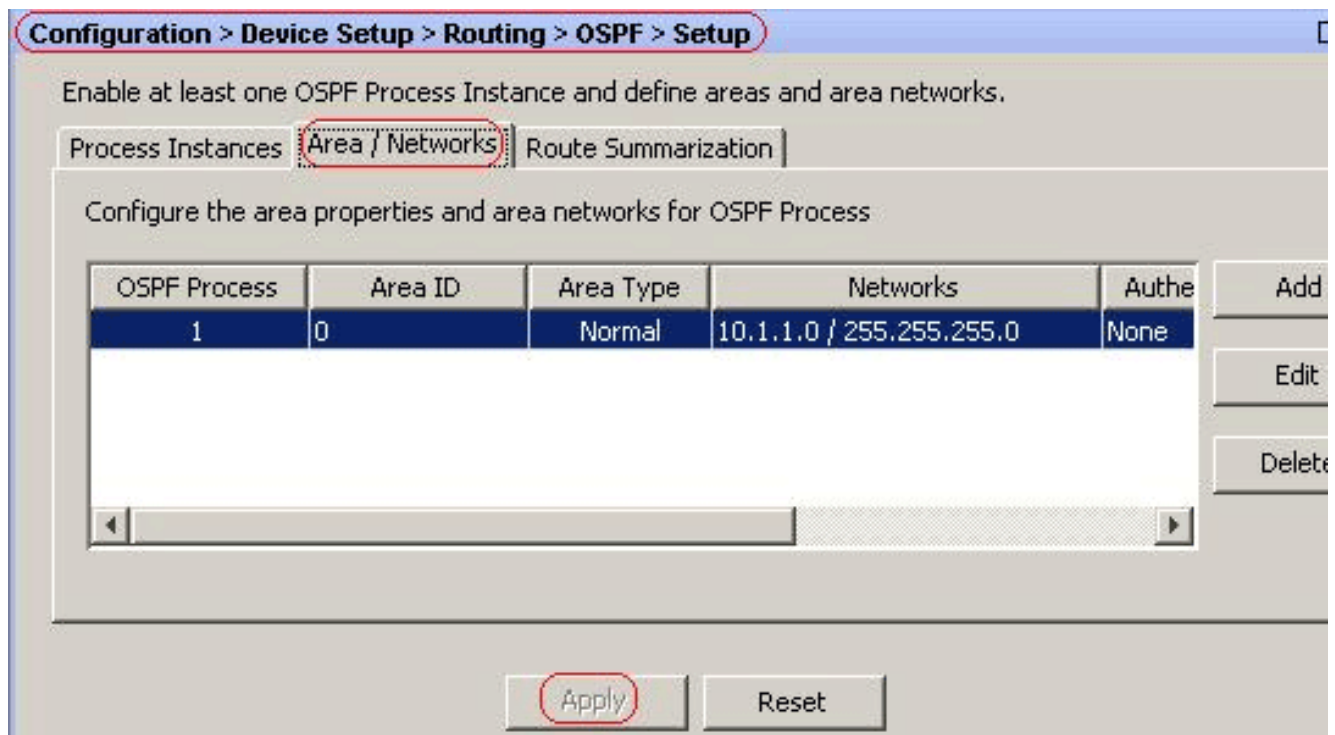 Configuration > Device Setup > Routing > OSPF > Setup
Enable at least one OSPF Process Instance and define areas and area networks.
Process Instances Area / Networks Route Summarization
Configure the area properties and area networks for OSPF Process
OSPF Process Area ID Area Type Networks Authe Add
1 0 Normal 10.1.1.0 / 255.255.255.0 None
Edit
Delete
Apply Reset